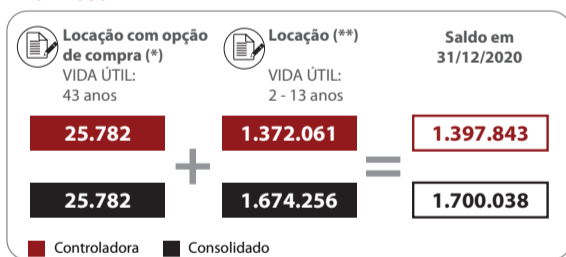 Locação com opção
de compra (*)
VIDA ÚTIL:
43 anos
Locação (**)
VIDA ÚTIL:
2 - 13 anos
Saldo em
31/12/2020
25.782
1.372.061
1.397.843
+ =
25.782
1.674.256
1.700.038
Controladora
Consolidado